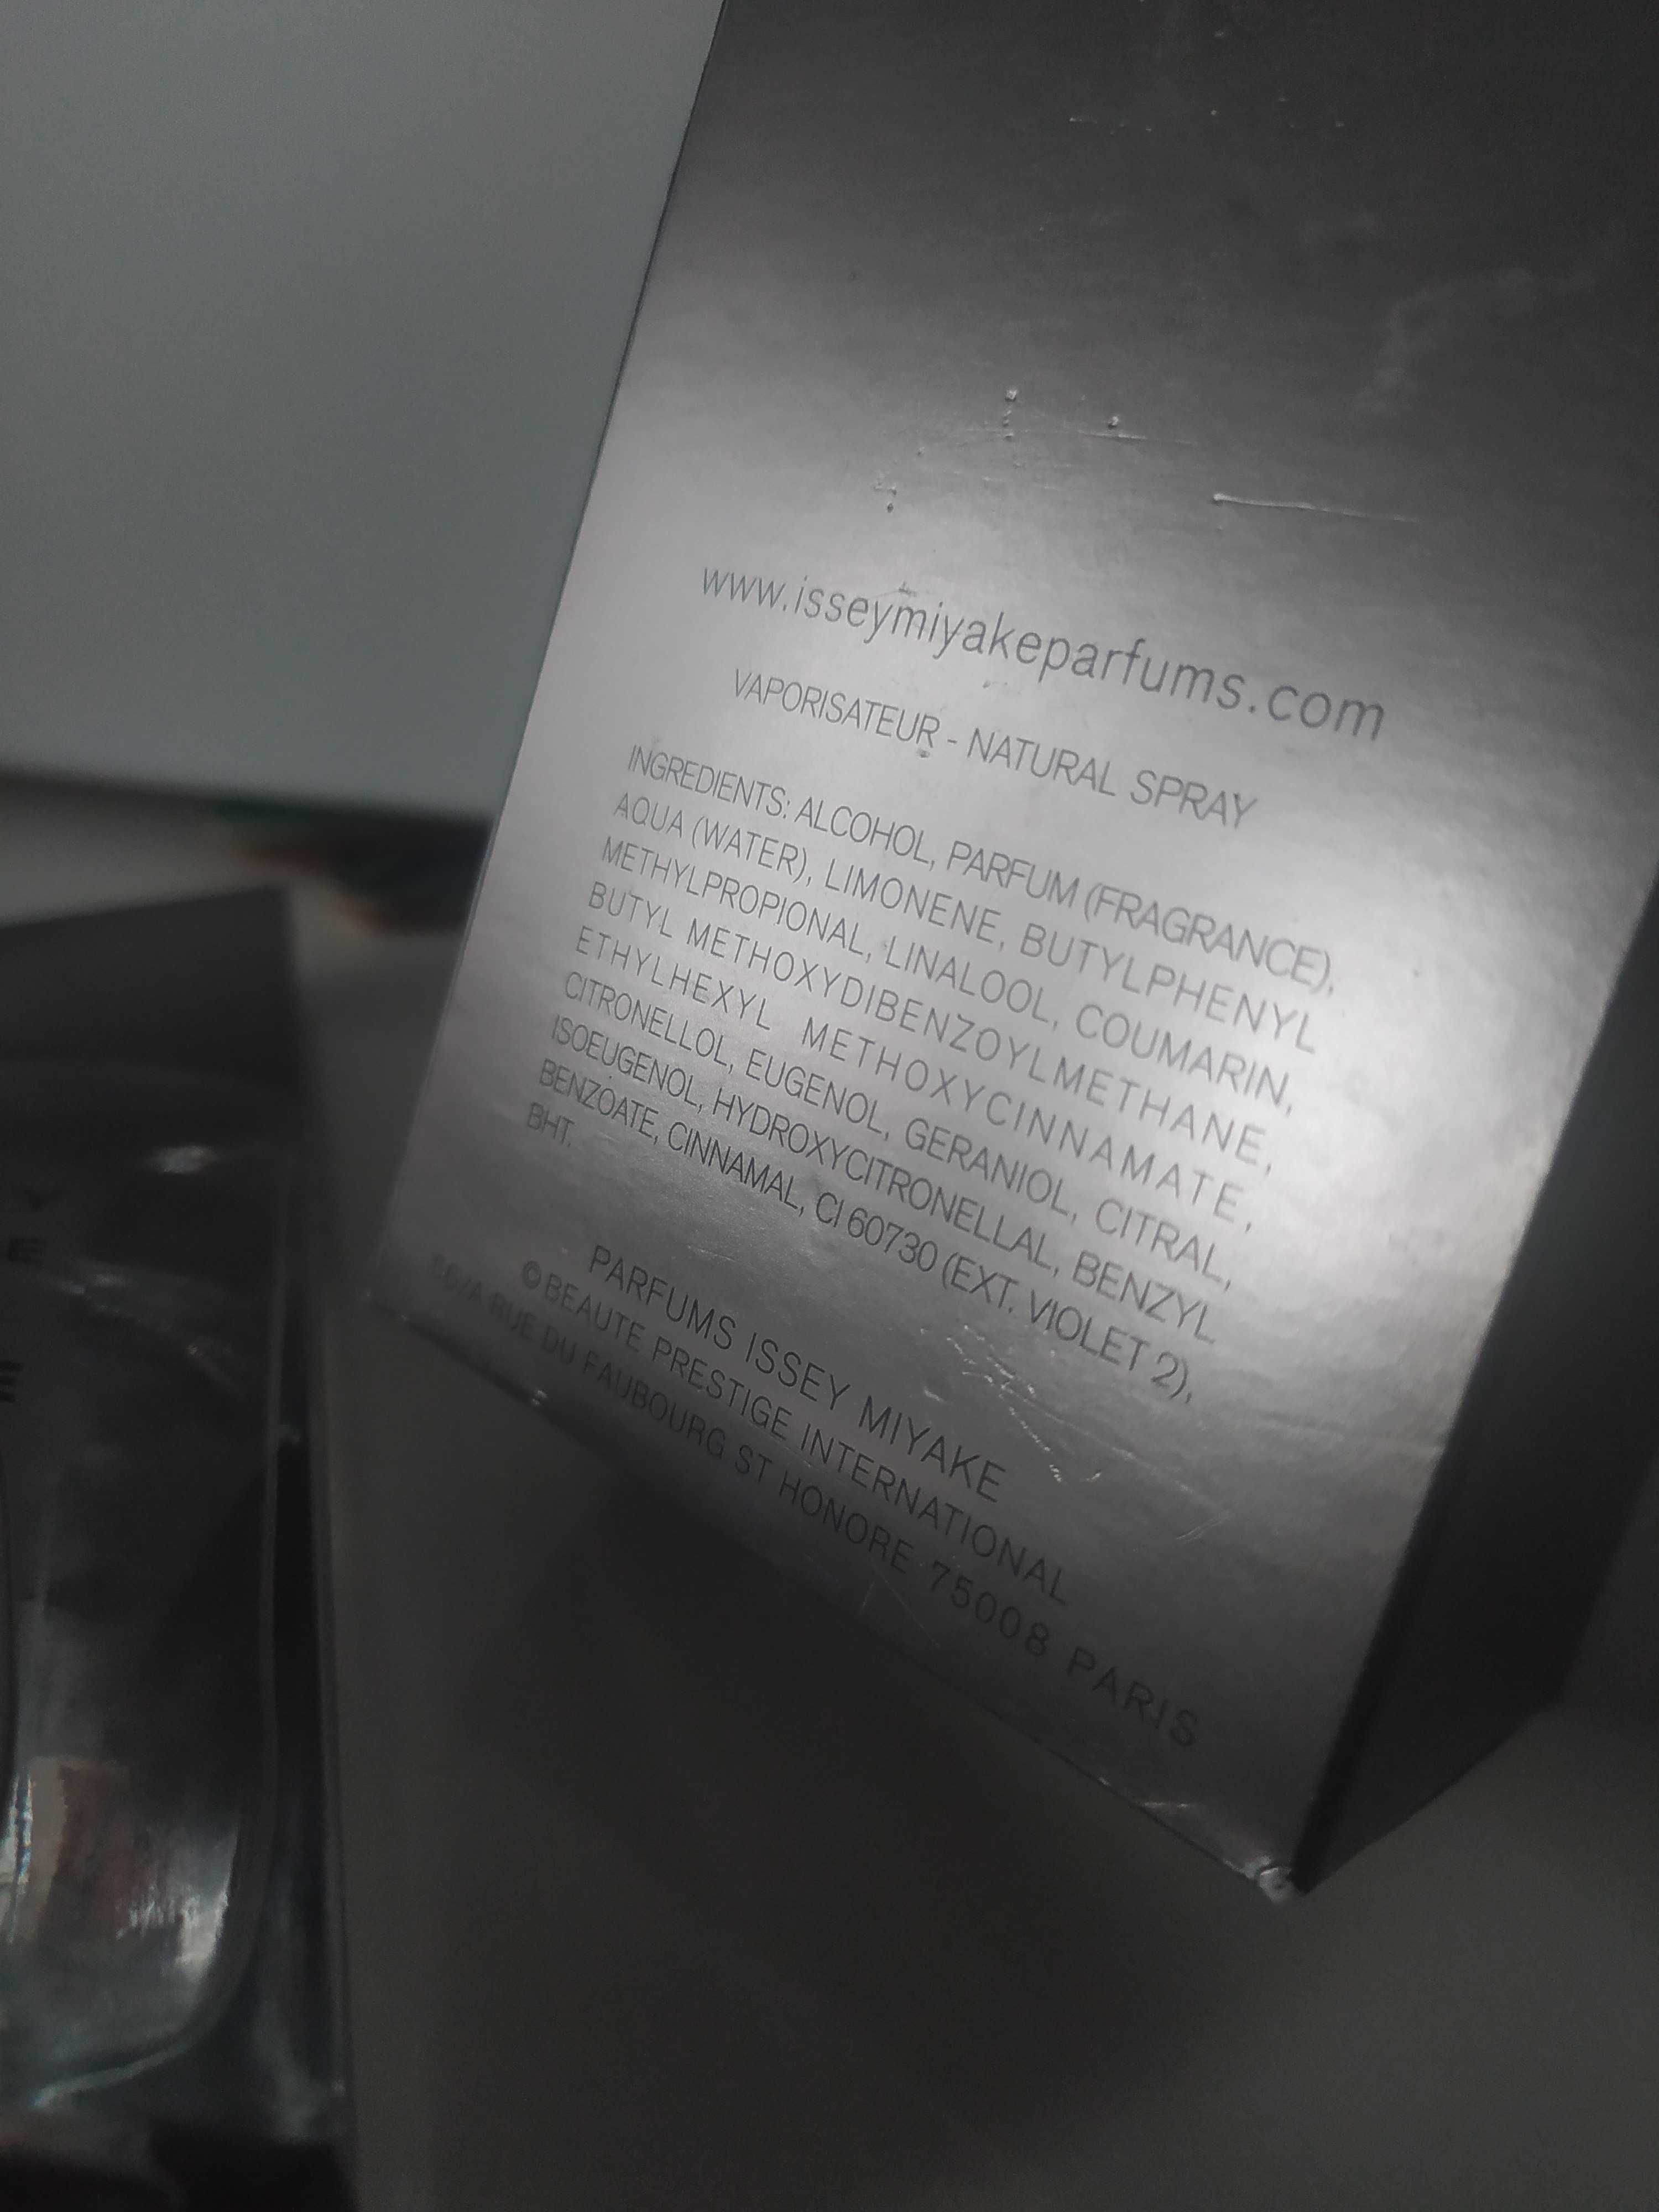 www.isseymiyakeparfums.com
VAPORISATEUR - NATURAL SPRAY
INGREDIENTS: ALCOHOL, PARFUM (FRAGRANCE),
AQUA (WATER), LIMONENE, BUTYLPHENYL
METHYLPROPIONAL, LINALOOL, COUMARIN,
BUTYL METHOXYDIBENZOYLMETHANE,
ETHYLHEXYL METHOXYCINNAMATE,
CITRONELLOL, EUGENOL, GERANIOL, CITRAL,
ISOEUGENOL, HYDROXYCITRONELLAL, BENZYL
BENZOATE, CINNAMAL, CI 60730 (EXT. VIOLET 2),
BHT.
PARFUMS ISSEY MIYAKE
© BEAUTE PRESTIGE INTERNATIONAL
RUE DU FAUBOURG ST HONORE 75008 PARIS